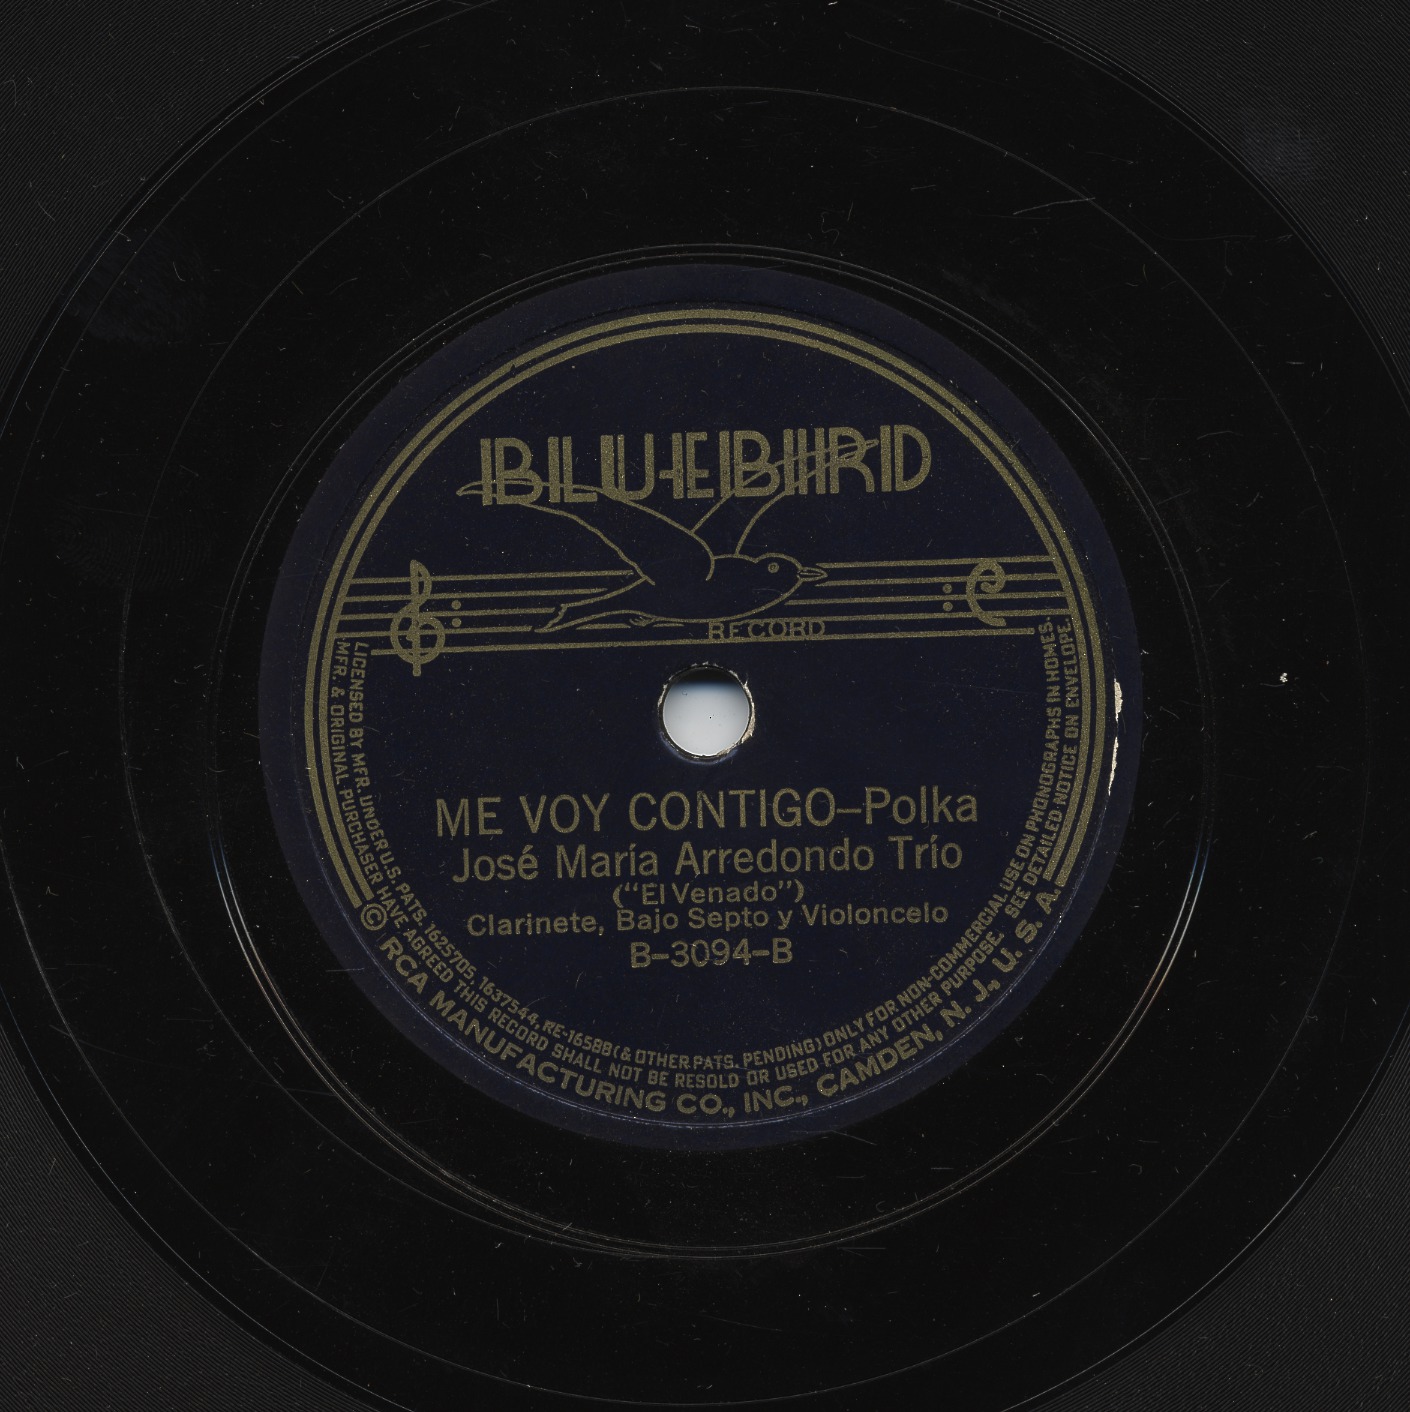 BLUEBIRD
RECORD
ME VOY CONTIGO–Polka
José María Arredondo Trío
("El Venado")
Clarinete, Bajo Septo y Violoncelo
B–3094–B
LICENSED BY MFR. UNDER U.S. PATS. 1625705, 1637544, RE-16588 (& OTHER PATS. PENDING) ONLY FOR NON-COMMERCIAL USE ON PHONOGRAPHS IN HOMES.
MFR. & ORIGINAL PURCHASER HAVE AGREED THIS RECORD SHALL NOT BE RESOLD OR USED FOR ANY OTHER PURPOSE. SEE DETAILED NOTICE ON ENVELOPE.
© RCA MANUFACTURING CO., INC., CAMDEN, N. J., U. S. A.